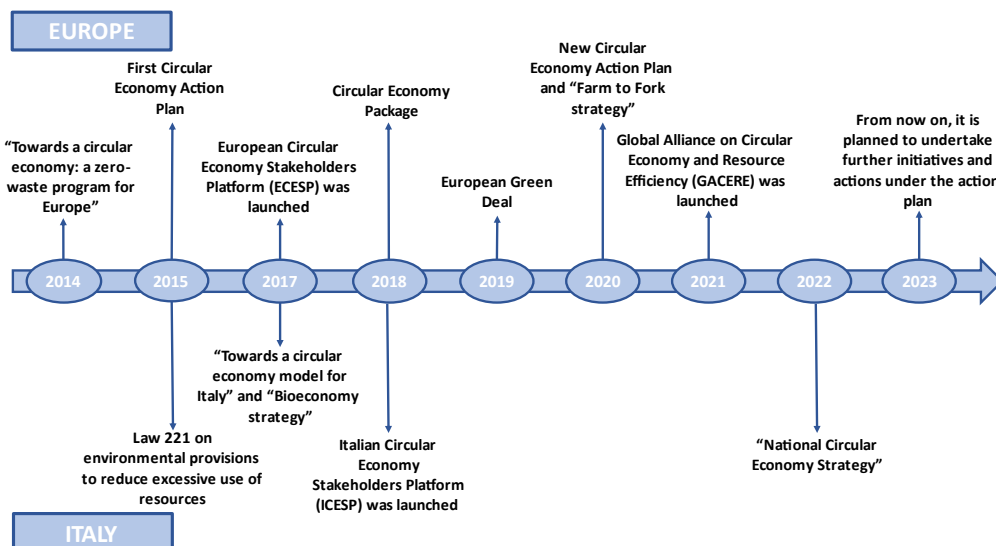 EUROPE
First Circular
Economy Action
Plan
"Towards a circular
economy: a zero-
waste program for
Europe"
European Circular
Economy Stakeholders
Platform (ECESP) was
launched
Circular Economy
Package
European Green
Deal
New Circular
Economy Action Plan
and "Farm to Fork
strategy"
Global Alliance on Circular
Economy and Resource
Efficiency (GACERE) was
launched
From now on, it is
planned to undertake
further initiatives and
actions under the action
plan
2014
2015
2017
2018
2019
2020
2021
2022
2023
Law 221 on
environmental provisions
to reduce excessive use of
resources
"Towards a circular
economy model for
Italy" and "Bioeconomy
strategy"
Italian Circular
Economy
Stakeholders Platform
(ICESP) was launched
"National Circular
Economy Strategy"
ITALY